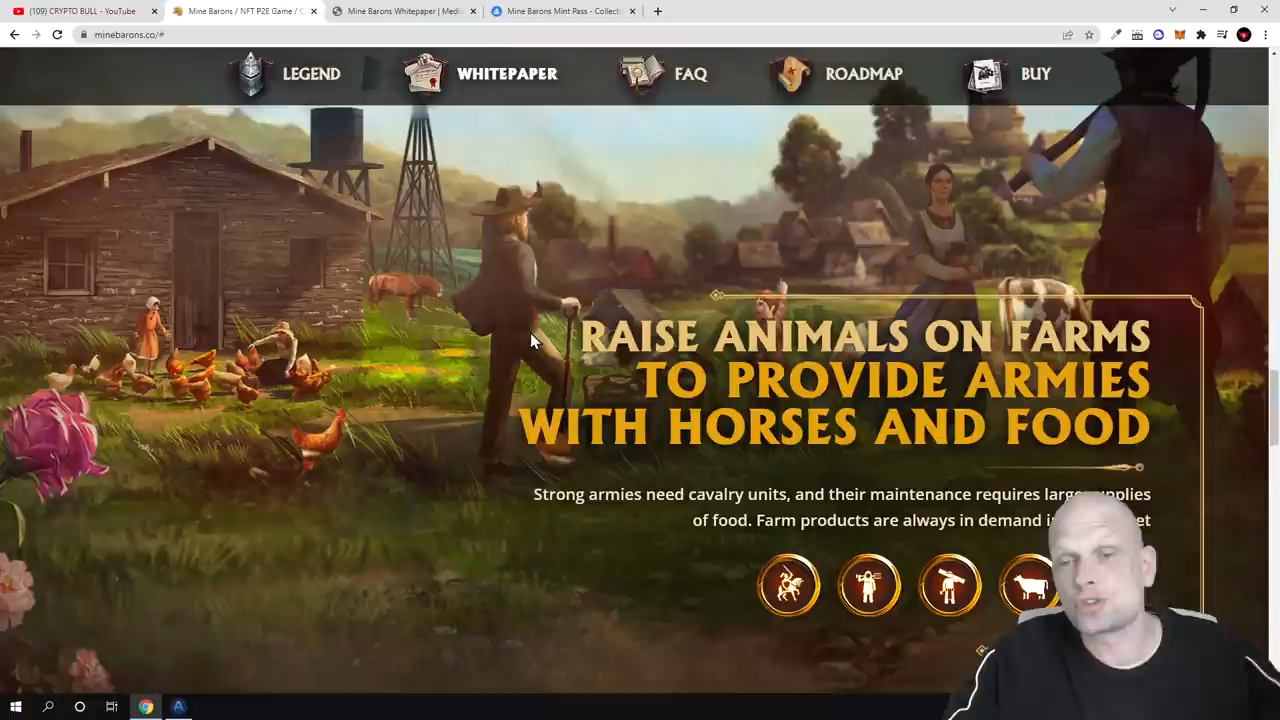 (109) CRYPTO BULL - YouTube
Mine Barons / NFT P2E Game / C
Mine Barons Whitepaper | Medi
Mine Barons Mint Pass - Collecti
minebarons.co/#
LEGEND
WHITEPAPER
FAQ
ROADMAP
BUY
RAISE ANIMALS ON FARMS
TO PROVIDE ARMIES
WITH HORSES AND FOOD
Strong armies need cavalry units, and their maintenance requires large supplies
of food. Farm products are always in demand